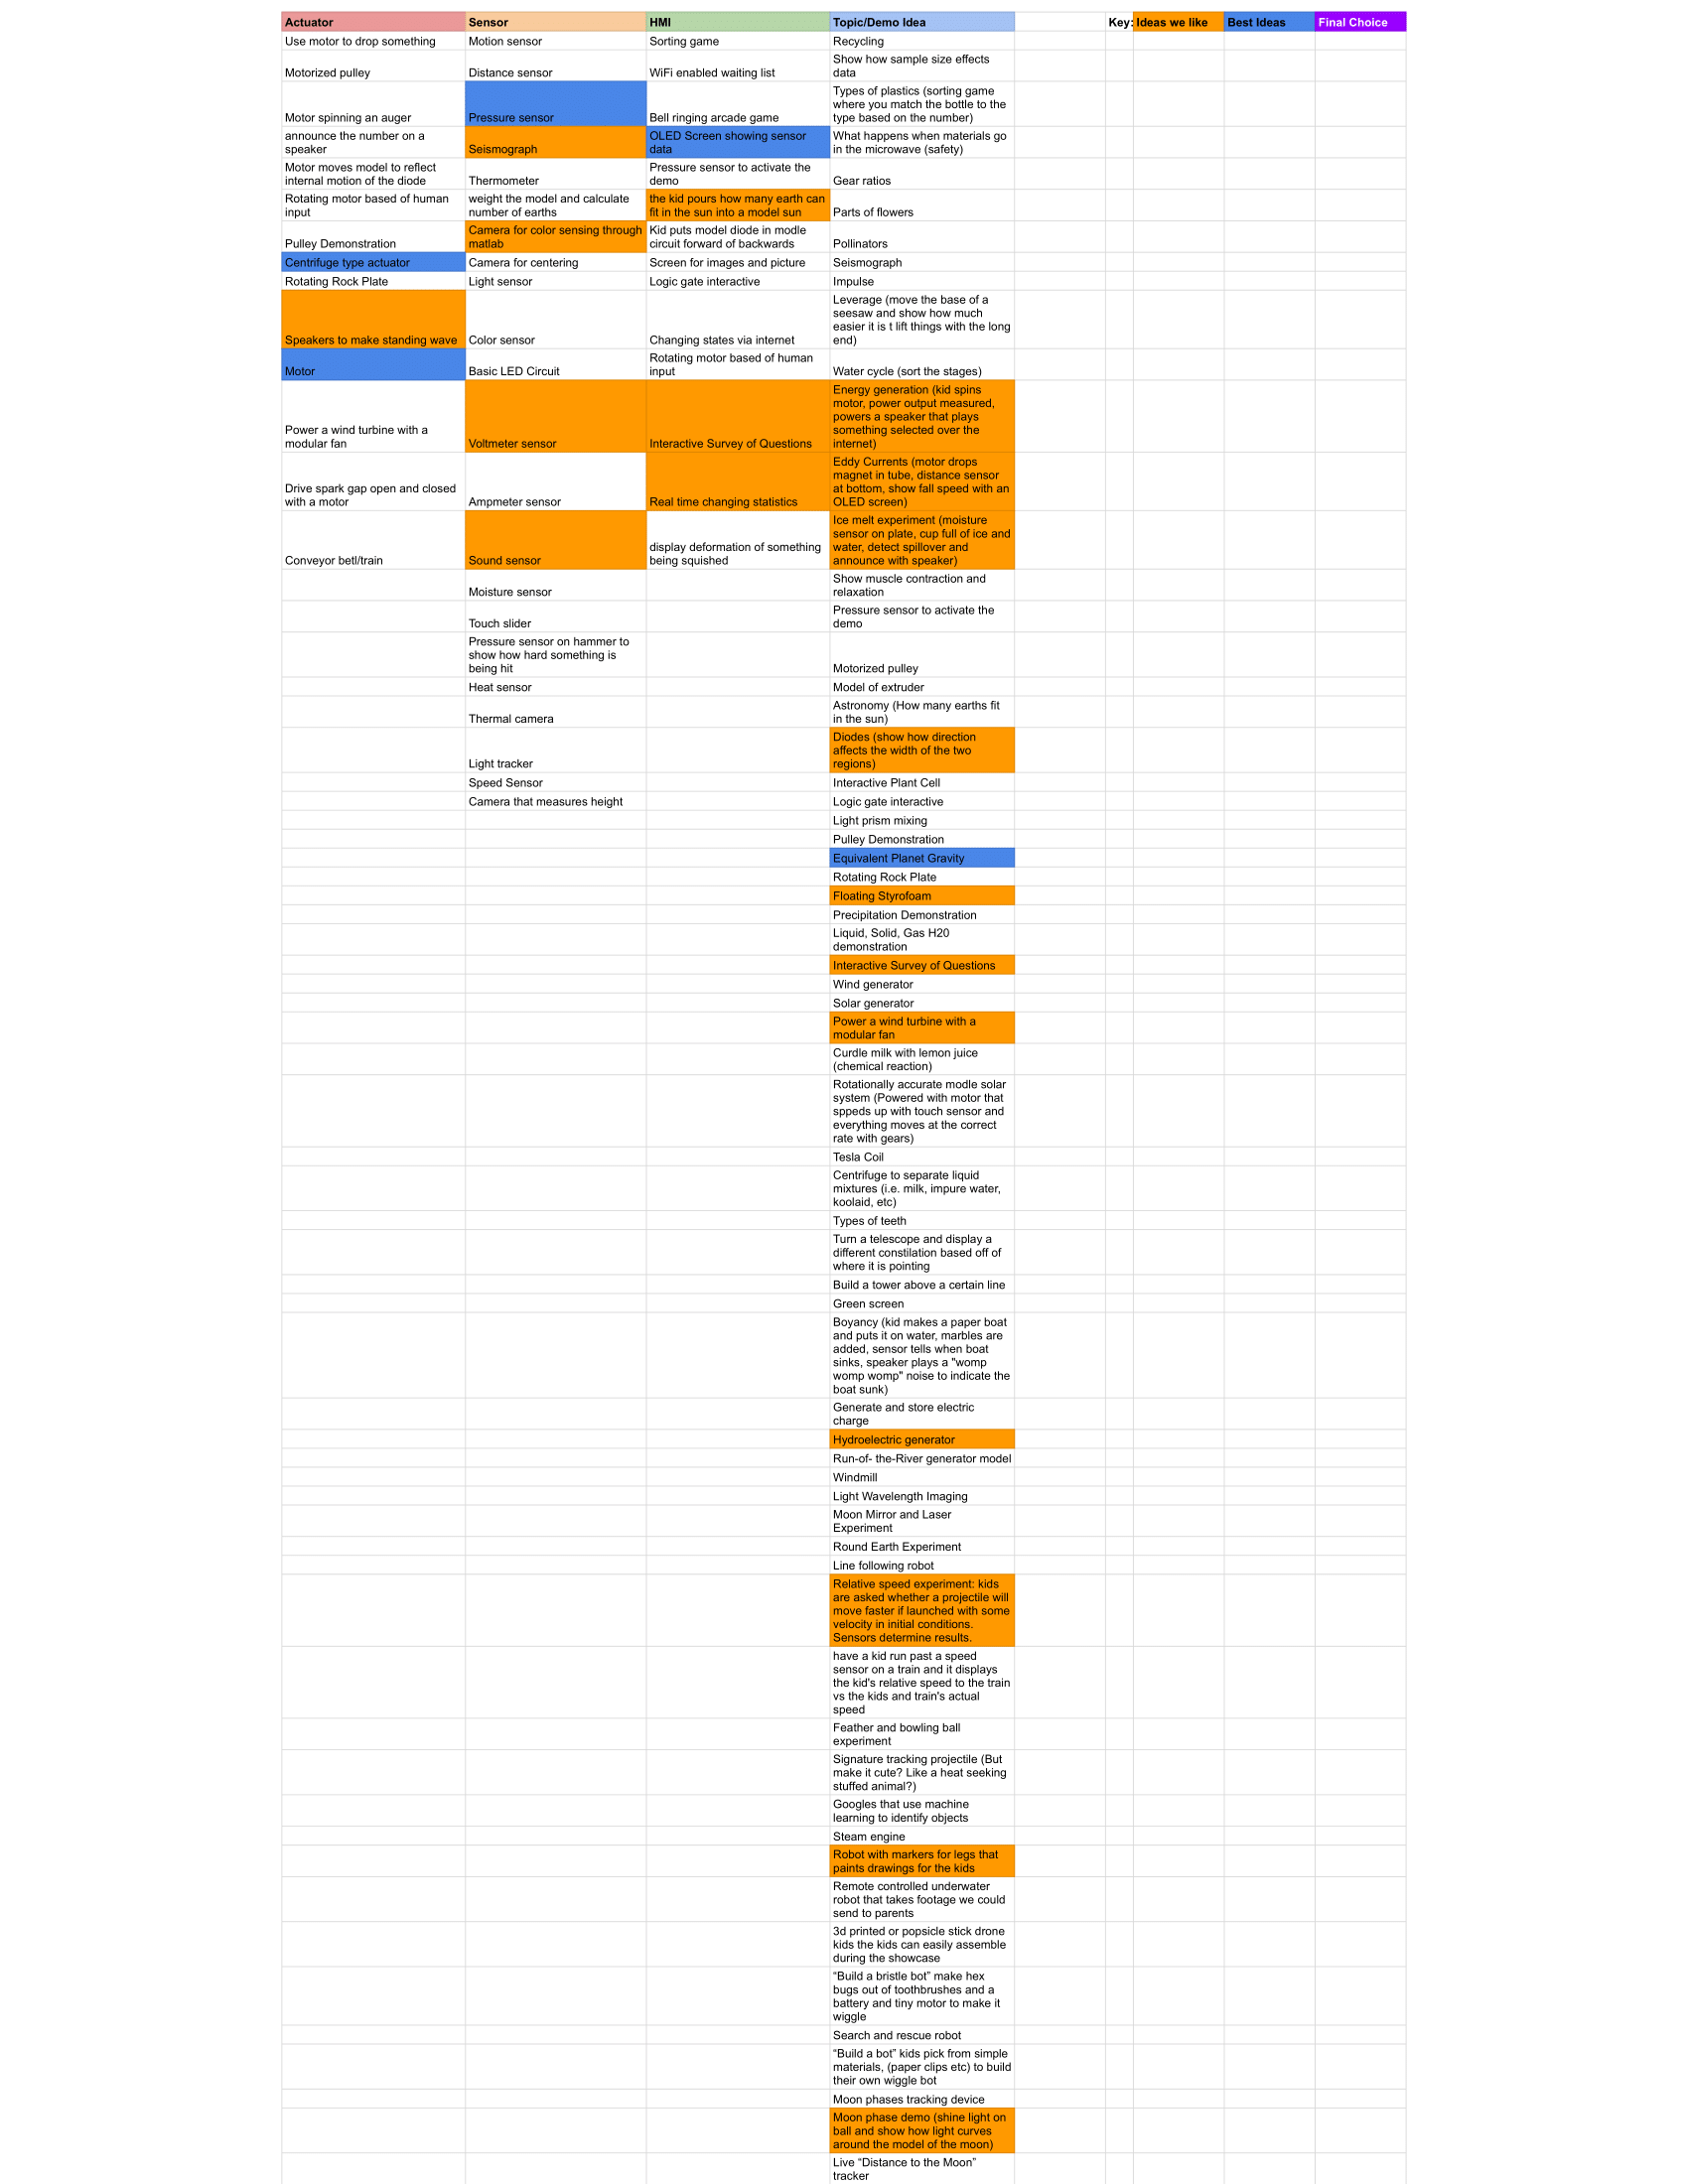 Actuator Sensor HMI Topic/Demo Idea Key: Ideas we like Best Ideas Final Choice
Use motor to drop something Motion sensor Sorting game Recycling
Motorized pulley Distance sensor WiFi enabled waiting list Show how sample size effects
data
Motor spinning an auger Pressure sensor Bell ringing arcade game Types of plastics (sorting game
where you match the bottle to the
type based on the number)
announce the number on a
speaker
Seismograph
OLED Screen showing sensor
data
What happens when materials go
in the microwave (safety)
Motor moves model to reflect
internal motion of the diode
Thermometer
Pressure sensor to activate the
demo
Gear ratios
Rotating motor based of human
input
weight the model and calculate
number of earths
the kid pours how many earth can
fit in the sun into a model sun
Parts of flowers
Pulley Demonstration
Camera for color sensing through
matlab
Kid puts model diode in modle
circuit forward of backwards
Pollinators
Centrifuge type actuator Camera for centering Screen for images and picture Seismograph
Rotating Rock Plate Light sensor Logic gate interactive Impulse
Speakers to make standing wave Color sensor Changing states via internet
Leverage (move the base of a
seesaw and show how much
easier it is t lift things with the long
end)
Motor Basic LED Circuit
Rotating motor based of human
input
Water cycle (sort the stages)
Power a wind turbine with a
modular fan
Voltmeter sensor
Interactive Survey of Questions
Energy generation (kid spins
motor, power output measured,
powers a speaker that plays
something selected over the
internet)
Drive spark gap open and closed
with a motor
Ampmeter sensor
Real time changing statistics
Eddy Currents (motor drops
magnet in tube, distance sensor
at bottom, show fall speed with an
OLED screen)
Conveyor betl/train
Sound sensor
display deformation of something
being squished
Ice melt experiment (moisture
sensor on plate, cup full of ice and
water, detect spillover and
announce with speaker)
Moisture sensor
Show muscle contraction and
relaxation
Touch slider
Pressure sensor to activate the
demo
Pressure sensor on hammer to
show how hard something is
being hit
Motorized pulley
Heat sensor Model of extruder
Thermal camera
Astronomy (How many earths fit
in the sun)
Light tracker
Diodes (show how direction
affects the width of the two
regions)
Speed Sensor Interactive Plant Cell
Camera that measures height Logic gate interactive
Light prism mixing
Pulley Demonstration
Equivalent Planet Gravity
Rotating Rock Plate
Floating Styrofoam
Precipitation Demonstration
Liquid, Solid, Gas H20
demonstration
Interactive Survey of Questions
Wind generator
Solar generator
Power a wind turbine with a
modular fan
Curdle milk with lemon juice
(chemical reaction)
Rotationally accurate modle solar
system (Powered with motor that
sppeds up with touch sensor and
everything moves at the correct
rate with gears)
Tesla Coil
Centrifuge to separate liquid
mixtures (i.e. milk, impure water,
koolaid, etc)
Types of teeth
Turn a telescope and display a
different constilation based off of
where it is pointing
Build a tower above a certain line
Green screen
Boyancy (kid makes a paper boat
and puts it on water, marbles are
added, sensor tells when boat
sinks, speaker plays a "womp
womp womp" noise to indicate the
boat sunk)
Generate and store electric
charge
Hydroelectric generator
Run-of- the-River generator model
Windmill
Light Wavelength Imaging
Moon Mirror and Laser
Experiment
Round Earth Experiment
Line following robot
Relative speed experiment: kids
are asked whether a projectile will
move faster if launched with some
velocity in initial conditions.
Sensors determine results.
have a kid run past a speed
sensor on a train and it displays
the kid's relative speed to the train
vs the kids and train's actual
speed
Feather and bowling ball
experiment
Signature tracking projectile (But
make it cute? Like a heat seeking
stuffed animal?)
Googles that use machine
learning to identify objects
Steam engine
Robot with markers for legs that
paints drawings for the kids
Remote controlled underwater
robot that takes footage we could
send to parents
3d printed or popsicle stick drone
kids the kids can easily assemble
during the showcase
“Build a bristle bot” make hex
bugs out of toothbrushes and a
battery and tiny motor to make it
wiggle
Search and rescue robot
“Build a bot” kids pick from simple
materials, (paper clips etc) to build
their own wiggle bot
Moon phases tracking device
Moon phase demo (shine light on
ball and show how light curves
around the model of the moon)
Live “Distance to the Moon”
tracker